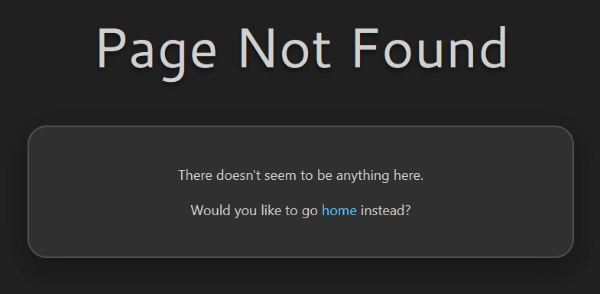 Page Not Found
There doesn't seem to be anything here.
Would you like to go home instead?